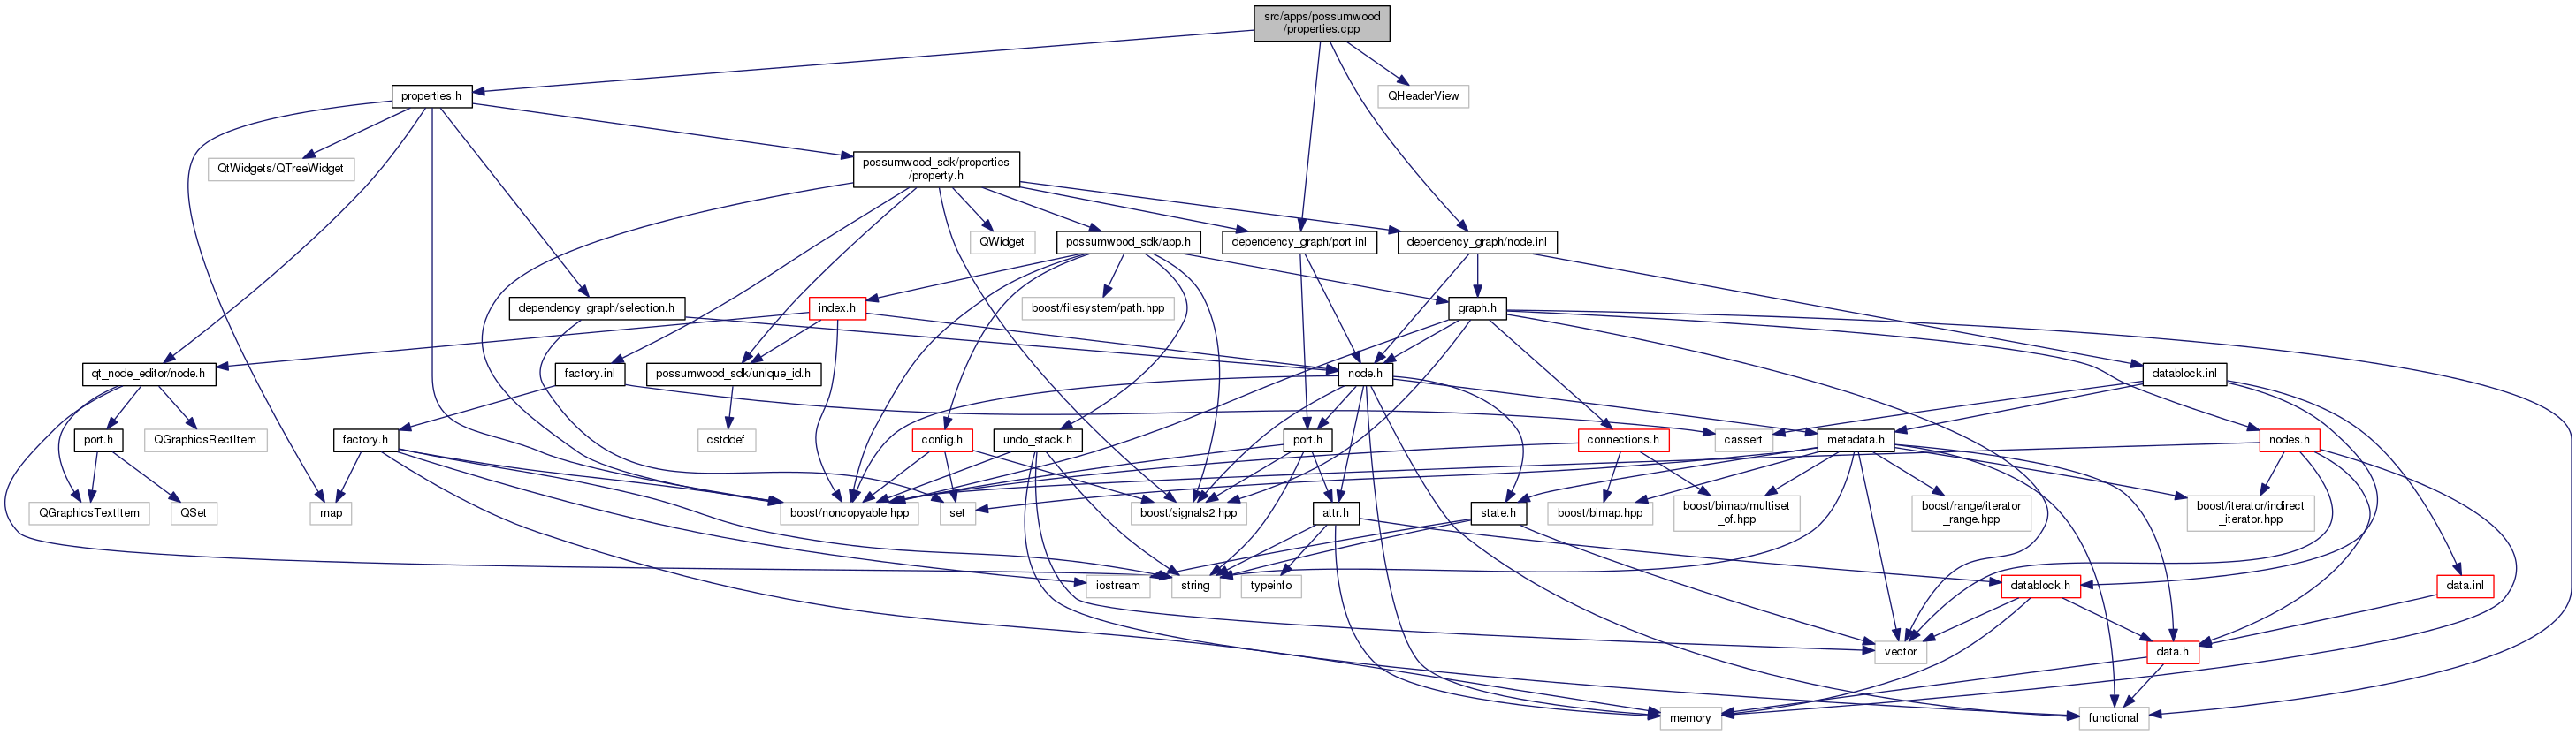 src/apps/possumwood
/properties.cpp
properties.h
QHeaderView
QtWidgets/QTreeWidget
possumwood_sdk/properties
/property.h
QWidget
possumwood_sdk/app.h
dependency_graph/port.inl
dependency_graph/node.inl
dependency_graph/selection.h
index.h
boost/filesystem/path.hpp
graph.h
qt_node_editor/node.h
factory.inl
possumwood_sdk/unique_id.h
node.h
datablock.inl
port.h
QGraphicsRectItem
factory.h
cstddef
config.h
undo_stack.h
port.h
connections.h
cassert
metadata.h
nodes.h
QGraphicsTextItem
QSet
map
boost/noncopyable.hpp
set
boost/signals2.hpp
attr.h
state.h
boost/bimap.hpp
boost/bimap/multiset
_of.hpp
boost/range/iterator
_range.hpp
boost/iterator/indirect
_iterator.hpp
iostream
string
typeinfo
datablock.h
data.inl
vector
data.h
memory
functional